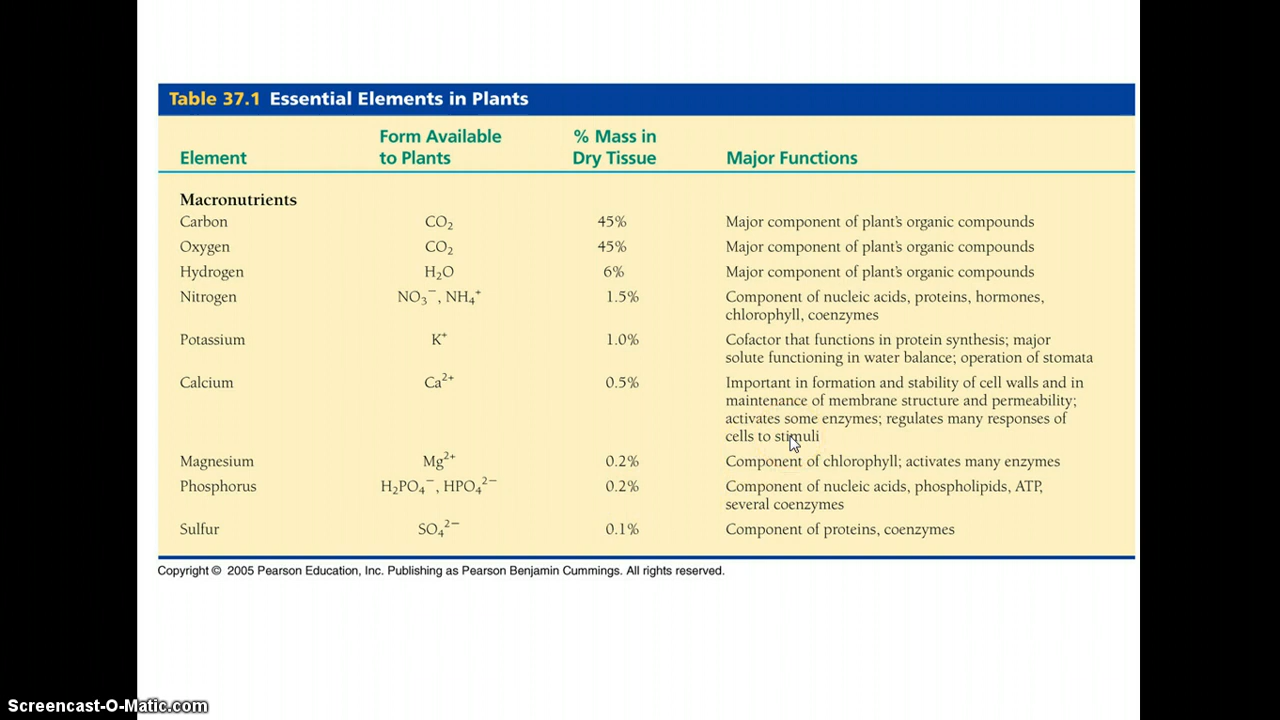 Table 37.1 Essential Elements in Plants
Element Form Available to Plants % Mass in Dry Tissue Major Functions
Macronutrients
Carbon CO₂ 45% Major component of plant's organic compounds
Oxygen CO₂ 45% Major component of plant's organic compounds
Hydrogen H₂O 6% Major component of plant's organic compounds
Nitrogen NO₃⁻, NH₄⁺ 1.5% Component of nucleic acids, proteins, hormones,
chlorophyll, coenzymes
Potassium K⁺ 1.0% Cofactor that functions in protein synthesis; major
solute functioning in water balance; operation of stomata
Calcium Ca²⁺ 0.5% Important in formation and stability of cell walls and in
maintenance of membrane structure and permeability;
activates some enzymes; regulates many responses of
cells to stimuli
Magnesium Mg²⁺ 0.2% Component of chlorophyll; activates many enzymes
Phosphorus H₂PO₄⁻, HPO₄²⁻ 0.2% Component of nucleic acids, phospholipids, ATP,
several coenzymes
Sulfur SO₄²⁻ 0.1% Component of proteins, coenzymes
Copyright © 2005 Pearson Education, Inc. Publishing as Pearson Benjamin Cummings. All rights reserved.
Screencast-O-Matic.com